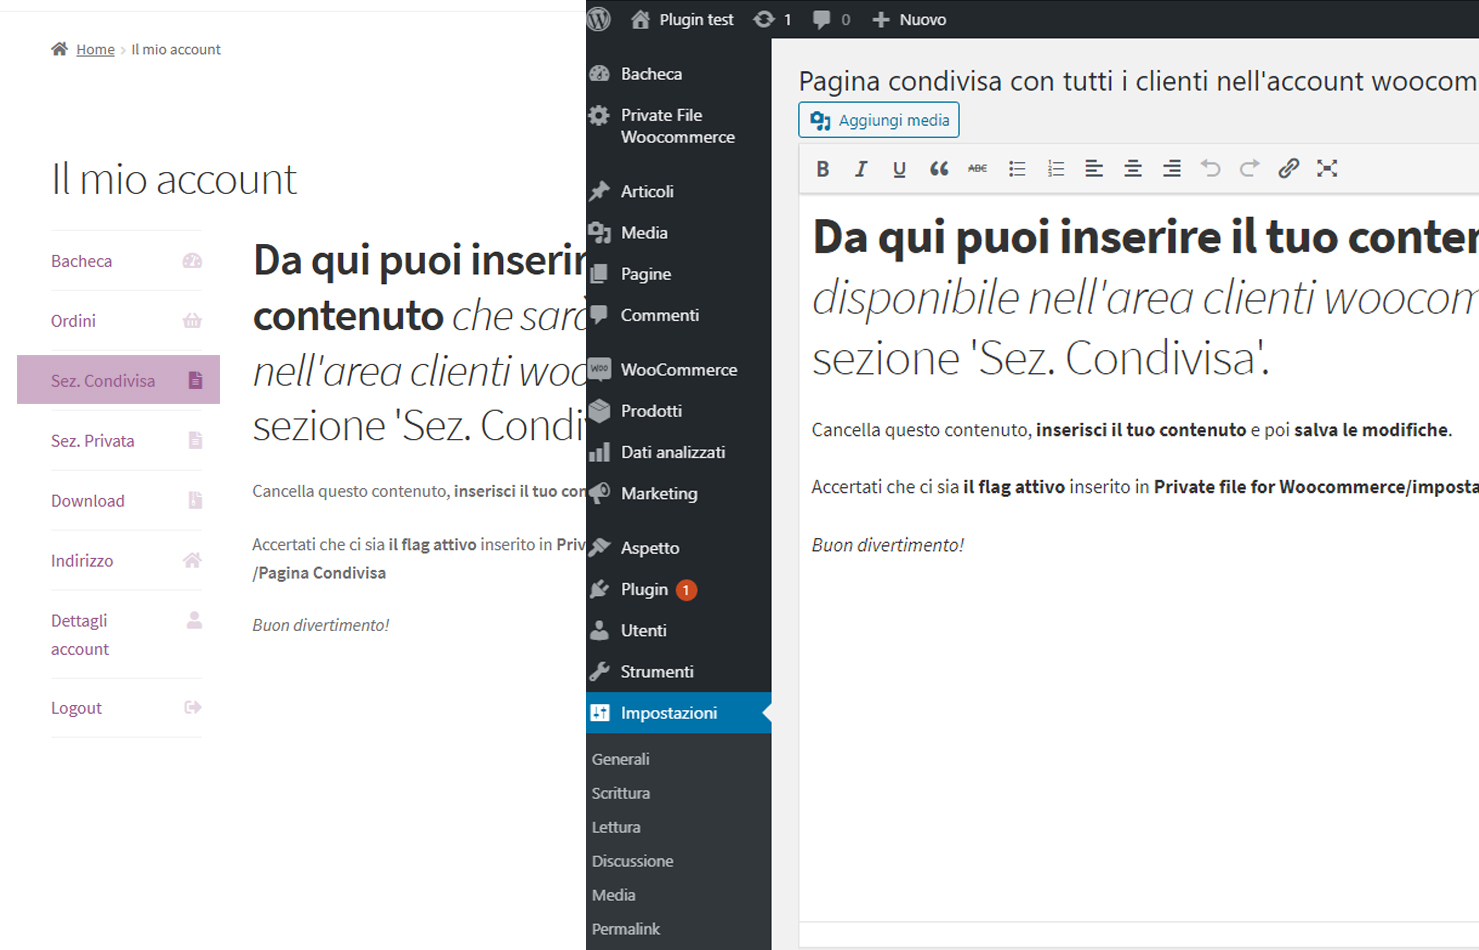 Home › Il mio account
Il mio account
Bacheca
Ordini
Sez. Condivisa
Sez. Privata
Download
Indirizzo
Dettagli
account
Logout
Da qui puoi inserir
contenuto che sarà
nell'area clienti woo
sezione 'Sez. Condiv
Cancella questo contenuto, inserisci il tuo con
Accertati che ci sia il flag attivo inserito in Priv
/Pagina Condivisa
Buon divertimento!
Plugin test 1 0 + Nuovo
Bacheca
Private File
Woocommerce
Articoli
Media
Pagine
Commenti
WOO WooCommerce
Prodotti
Dati analizzati
Marketing
Aspetto
Plugin 1
Utenti
Strumenti
Impostazioni
Generali
Scrittura
Lettura
Discussione
Media
Permalink
Pagina condivisa con tutti i clienti nell'account woocom
Aggiungi media
B I U ABC
Da qui puoi inserire il tuo conten
disponibile nell'area clienti woocom
sezione 'Sez. Condivisa'.
Cancella questo contenuto, inserisci il tuo contenuto e poi salva le modifiche.
Accertati che ci sia il flag attivo inserito in Private file for Woocommerce/imposta
Buon divertimento!